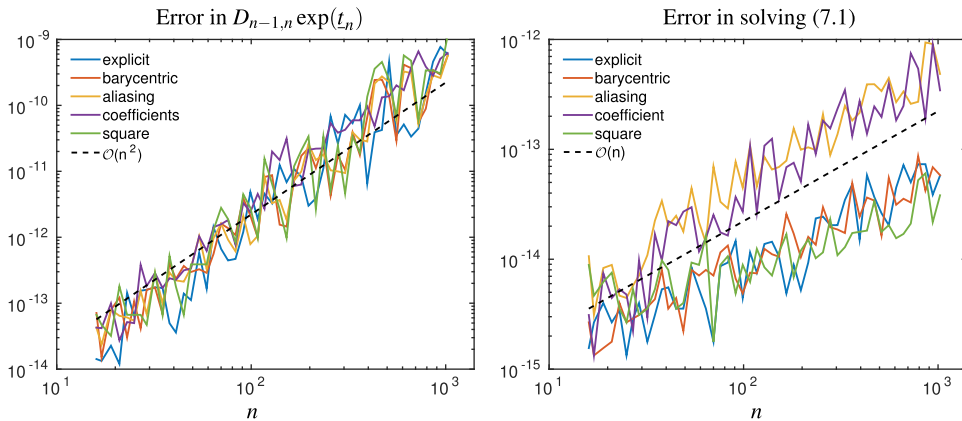 Error in D_{n−1,n} exp(t_n)
10^-9
10^-10
10^-11
10^-12
10^-13
10^-14
explicit
barycentric
aliasing
coefficients
square
O(n^2)
10^1
10^2
10^3
n
Error in solving (7.1)
10^-12
10^-13
10^-14
10^-15
explicit
barycentric
aliasing
coefficient
square
O(n)
10^1
10^2
10^3
n